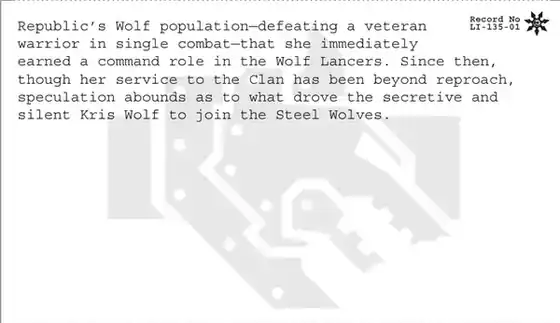 Republic’s Wolf population—defeating a veteran
warrior in single combat—that she immediately
earned a command role in the Wolf Lancers. Since then,
though her service to the Clan has been beyond reproach,
speculation abounds as to what drove the secretive and
silent Kris Wolf to join the Steel Wolves.
Record No
LI-135-01